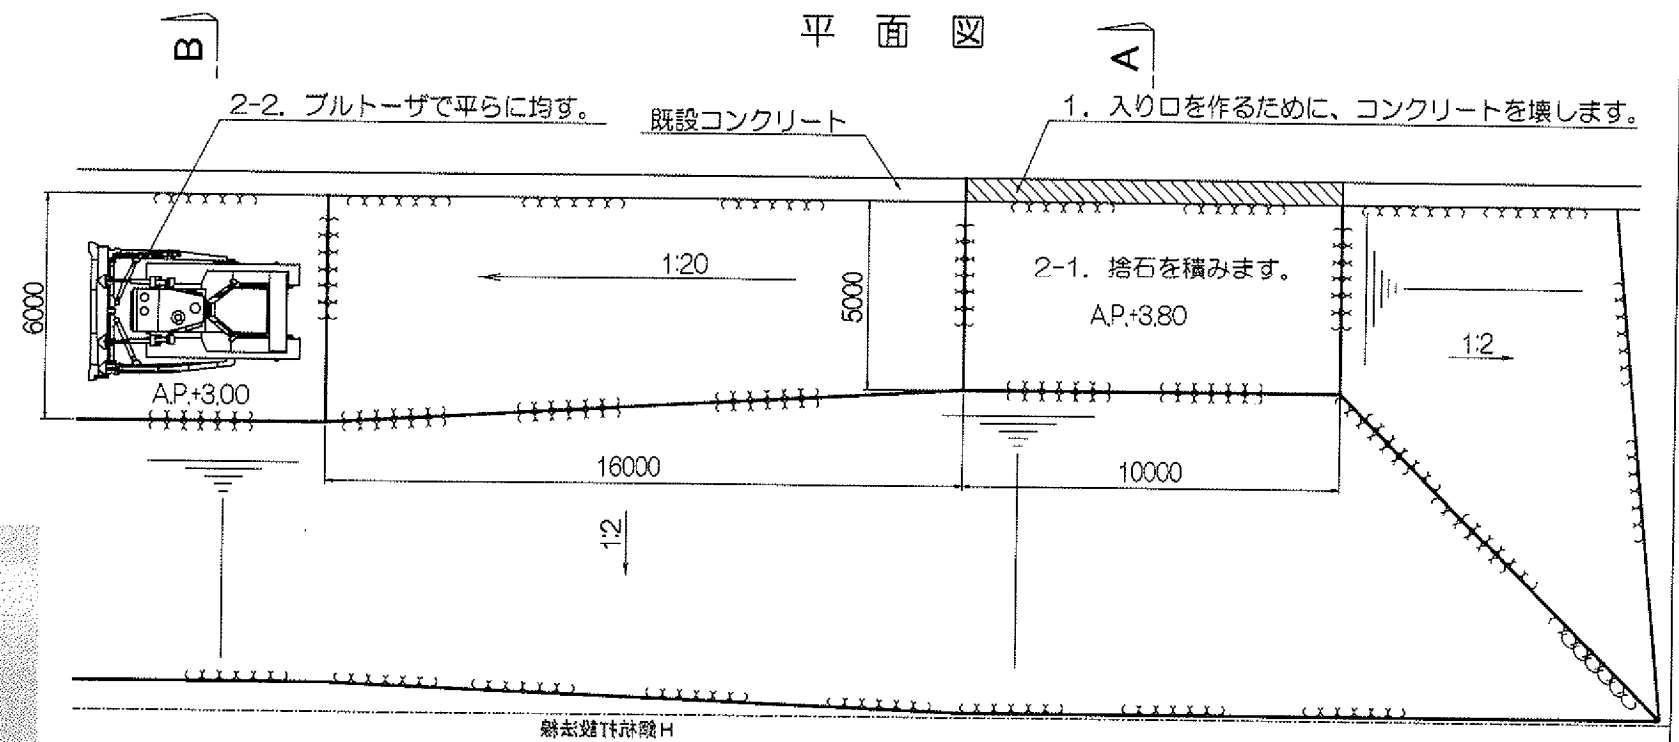 平面図
B
A
2-2. ブルトーザで平らに均す。
既設コンクリート
1. 入り口を作るために、コンクリートを壊します。
6000
1:20
5000
2-1. 捨石を積みます。
A.P.+3.80
1:2
A.P.+3.00
16000
10000
1:2
H鋼杭打設法線